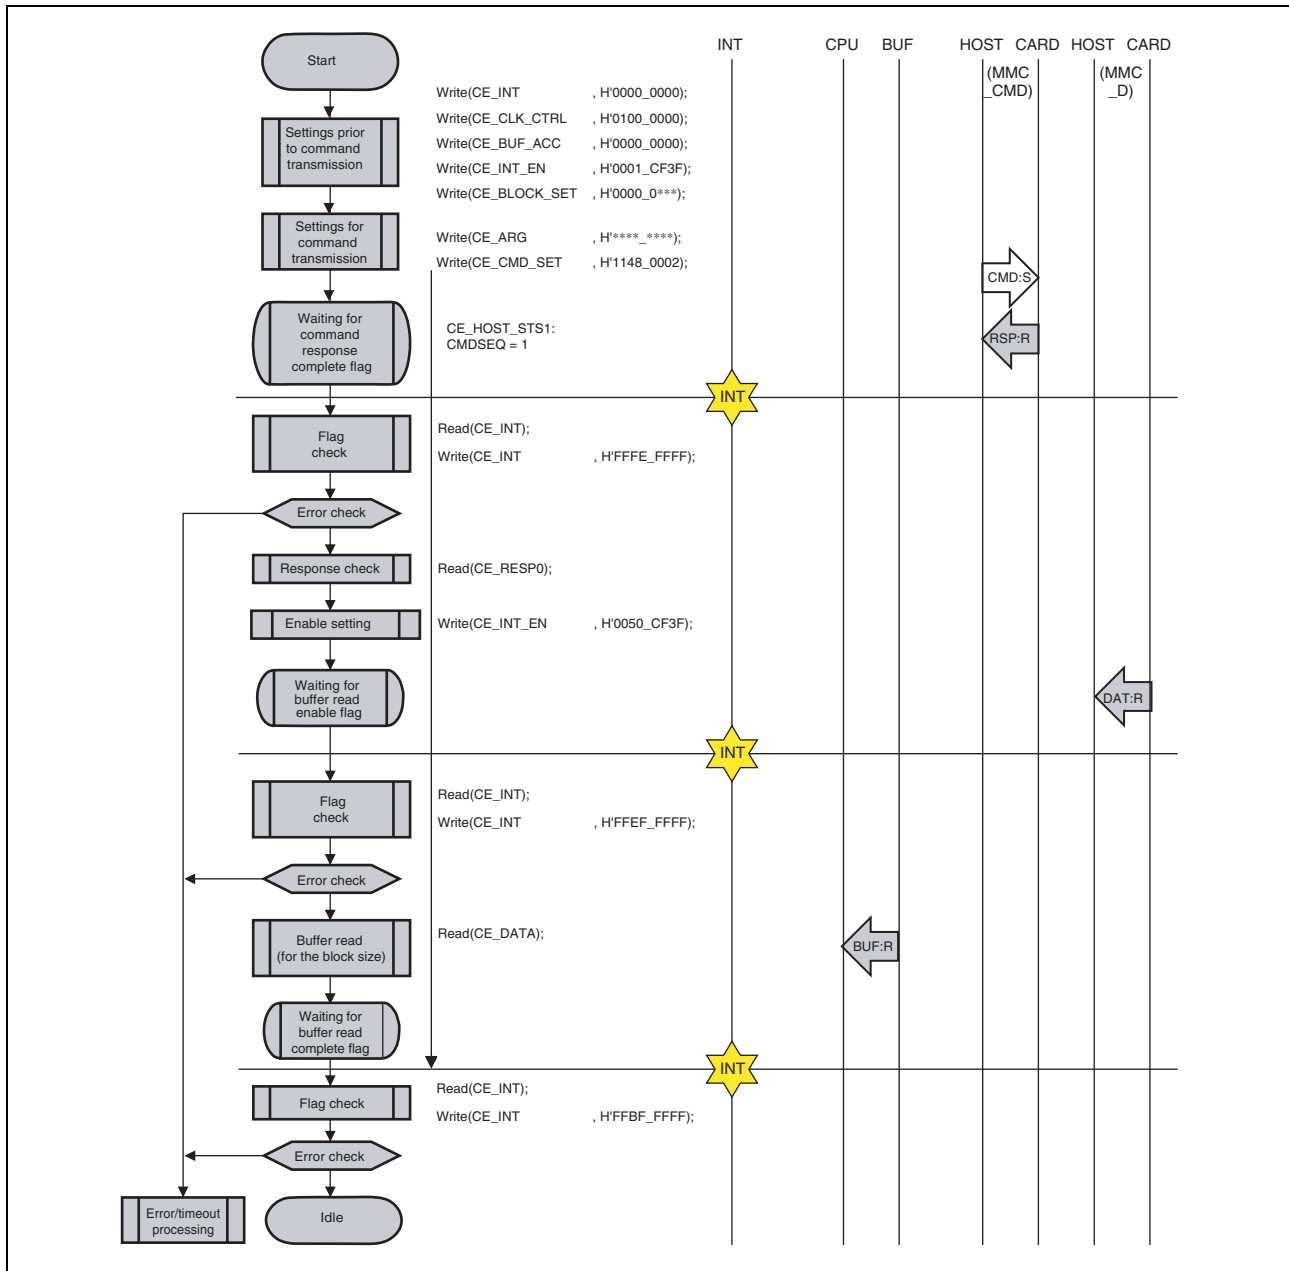 INT CPU BUF HOST CARD HOST CARD
(MMC
_CMD)
(MMC
_D)
Start
Write(CE_INT , H'0000_0000);
Write(CE_CLK_CTRL , H'0100_0000);
Write(CE_BUF_ACC , H'0000_0000);
Write(CE_INT_EN , H'0001_CF3F);
Write(CE_BLOCK_SET , H'0000_0***);
Settings prior
to command
transmission
Settings for
command
transmission
Write(CE_ARG , H'****_****);
Write(CE_CMD_SET , H'1148_0002);
CMD:S
Waiting for
command
response
complete flag
CE_HOST_STS1:
CMDSEQ = 1
RSP:R
INT
Flag
check
Read(CE_INT);
Write(CE_INT , H'FFFE_FFFF);
Error check
Response check
Read(CE_RESP0);
Enable setting
Write(CE_INT_EN , H'0050_CF3F);
Waiting for
buffer read
enable flag
DAT:R
INT
Flag
check
Read(CE_INT);
Write(CE_INT , H'FFEF_FFFF);
Error check
Buffer read
(for the block size)
Read(CE_DATA);
BUF:R
Waiting for
buffer read
complete flag
INT
Flag check
Read(CE_INT);
Write(CE_INT , H'FFBF_FFFF);
Error check
Error/timeout
processing
Idle